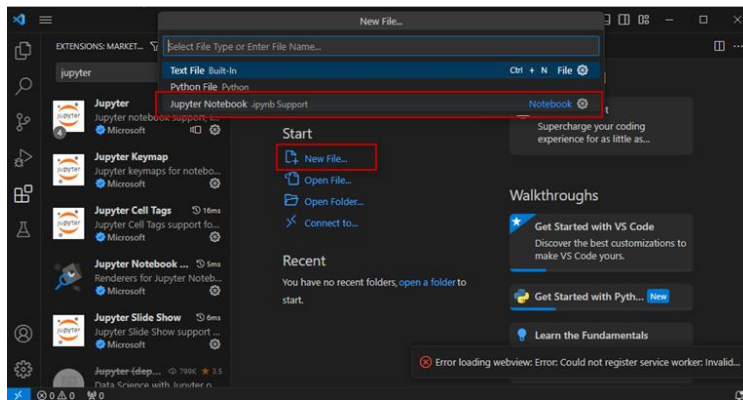 New File...
Select File Type or Enter File Name...
Text File Built-In Ctrl + N File
Python File Python
Jupyter Notebook .ipynb Support Notebook
EXTENSIONS: MARKET...
jupyter
Jupyter
Jupyter notebook support, i...
Microsoft
4
Jupyter Keymap
Jupyter keymaps for notebo...
Microsoft
Jupyter Cell Tags 16ms
Jupyter Cell Tags support fo...
Microsoft
Jupyter Notebook ... 5ms
Renderers for Jupyter Noteb...
Microsoft
Jupyter Slide Show 6ms
Jupyter Slide Show support ...
Microsoft
Jupyter (dep... 799K 3.5
Data Science with Jupyter o
Start
New File...
Open File...
Open Folder...
Connect to...
Recent
You have no recent folders, open a folder to
start.
Supercharge your coding
experience for as little as...
Walkthroughs
Get Started with VS Code
Discover the best customizations to
make VS Code yours.
Get Started with Pyth... New
Learn the Fundamentals
Error loading webview: Error: Could not register service worker: Invalid...
0 0 0